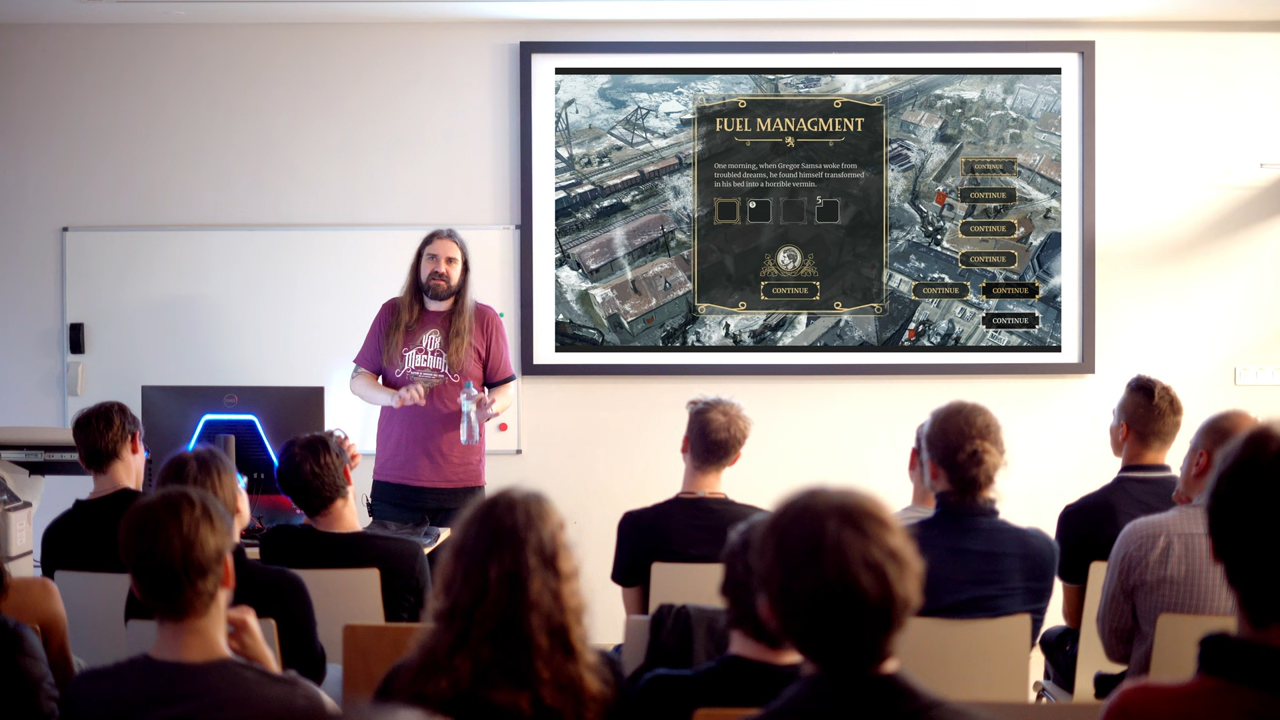 FUEL MANAGMENT
One morning, when Gregor Samsa woke from
troubled dreams, he found himself transformed
in his bed into a horrible vermin.
5
CONTINUE
CONTINUE
CONTINUE
CONTINUE
CONTINUE
CONTINUE
CONTINUE
CONTINUE
VOX
Machina